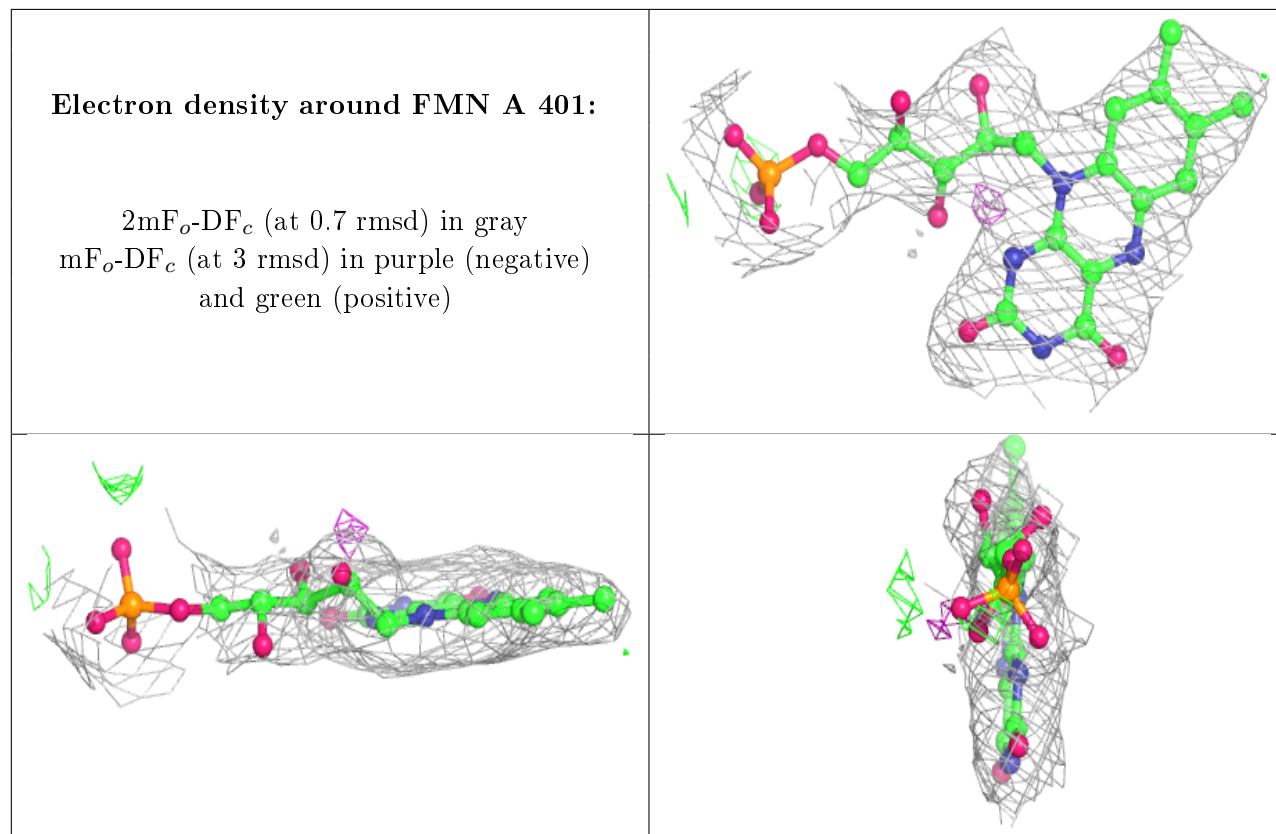 Electron density around FMN A 401:
2mFo-DFc (at 0.7 rmsd) in gray
mFo-DFc (at 3 rmsd) in purple (negative)
and green (positive)